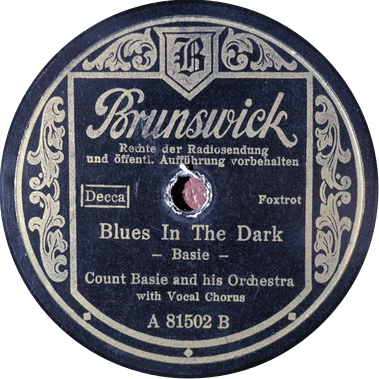 B
Brunswick
Rechte der Radiosendung
und öffentl. Aufführung vorbehalten
Decca
Foxtrot
Blues In The Dark
- Basie -
Count Basie and his Orchestra
with Vocal Chorus
A 81502 B